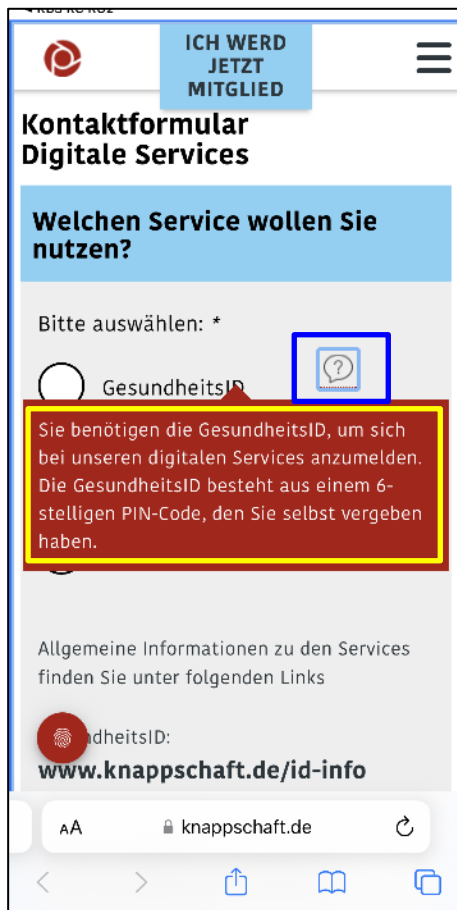 ICH WERD
JETZT
MITGLIED
Kontaktformular
Digitale Services
Welchen Service wollen Sie
nutzen?
Bitte auswählen: *
?
GesundheitsID
Sie benötigen die GesundheitsID, um sich
bei unseren digitalen Services anzumelden.
Die GesundheitsID besteht aus einem 6-
stelligen PIN-Code, den Sie selbst vergeben
haben.
Allgemeine Informationen zu den Services
finden Sie unter folgenden Links
dheitsID:
www.knappschaft.de/id-info
AA
knappschaft.de